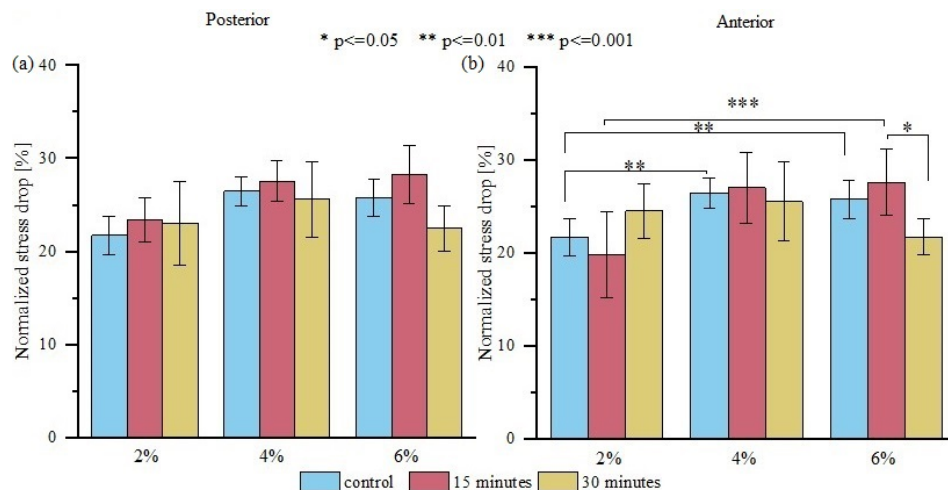 Posterior
Anterior
* p<=0.05 ** p<=0.01 *** p<=0.001
(a)
40
30
20
10
0
Normalized stress drop [%]
2% 4% 6%
(b)
40
30
20
10
0
Normalized stress drop [%]
***
**
*
**
2% 4% 6%
control 15 minutes 30 minutes